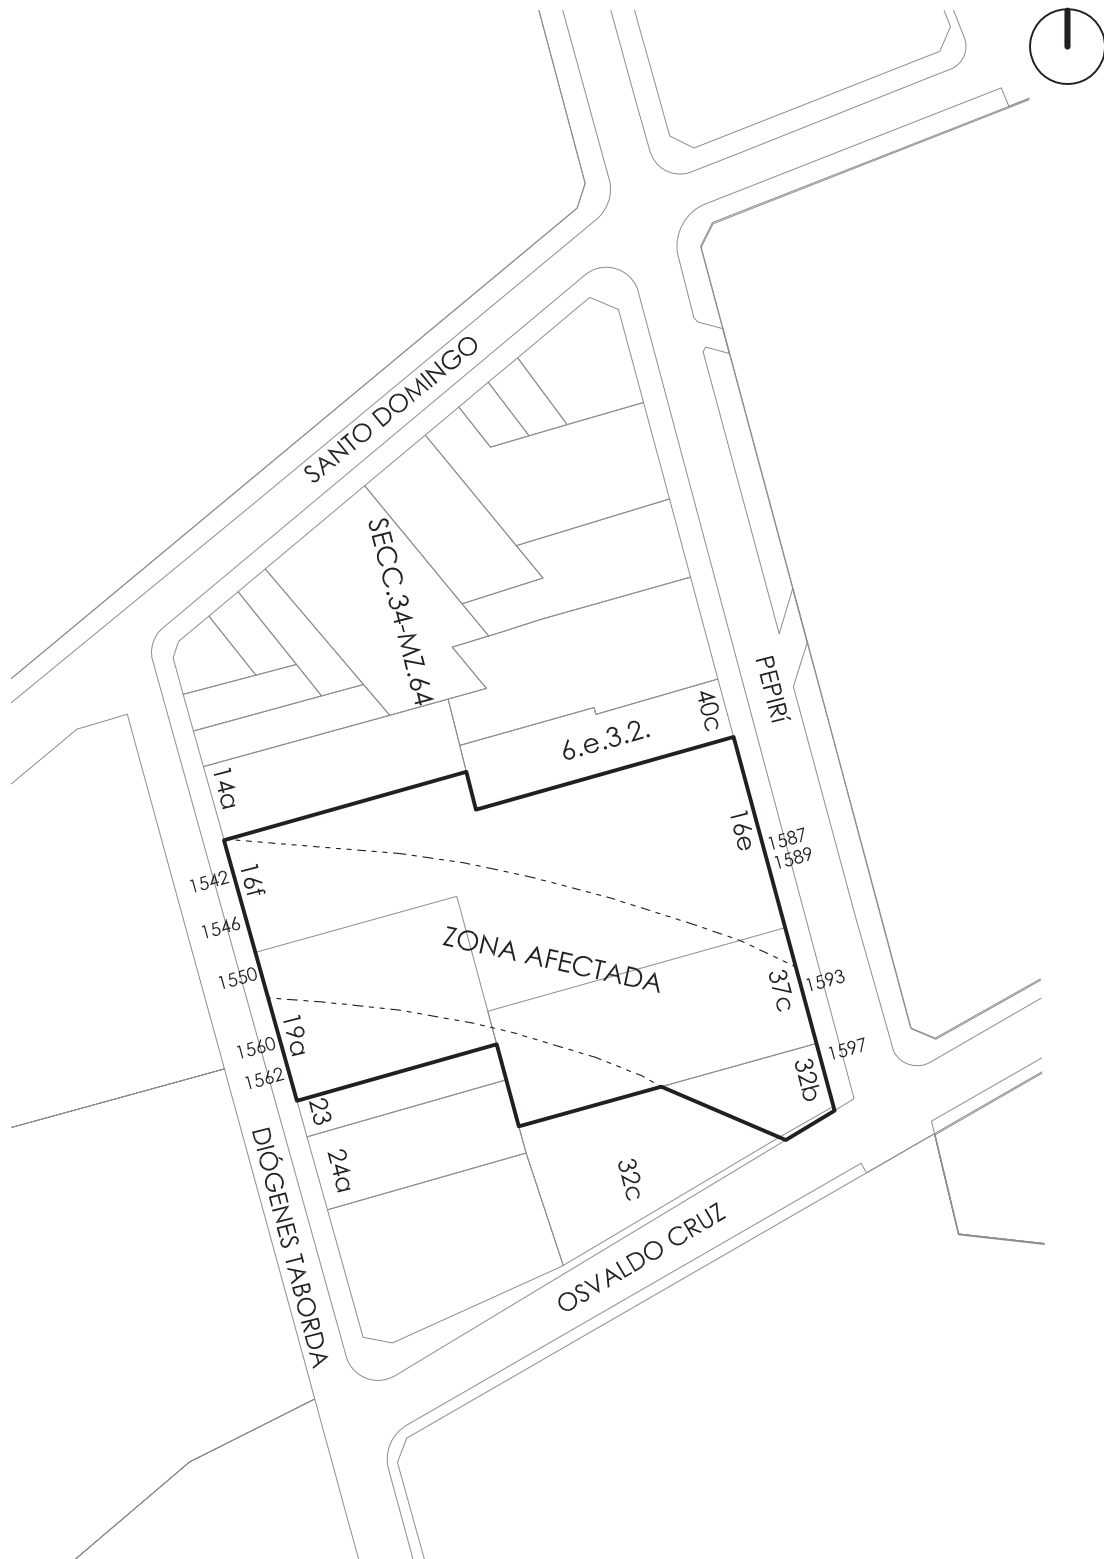 SANTO DOMINGO
SECC.34-MZ.64
PEPIRÍ
40c
6.e.3.2.
14a
16e
1587
1589
16f
1542
1546
ZONA AFECTADA
1550
37c
1593
19a
1560
1597
1562
32b
23
24a
32c
DIÓGENES TABORDA
OSVALDO CRUZ